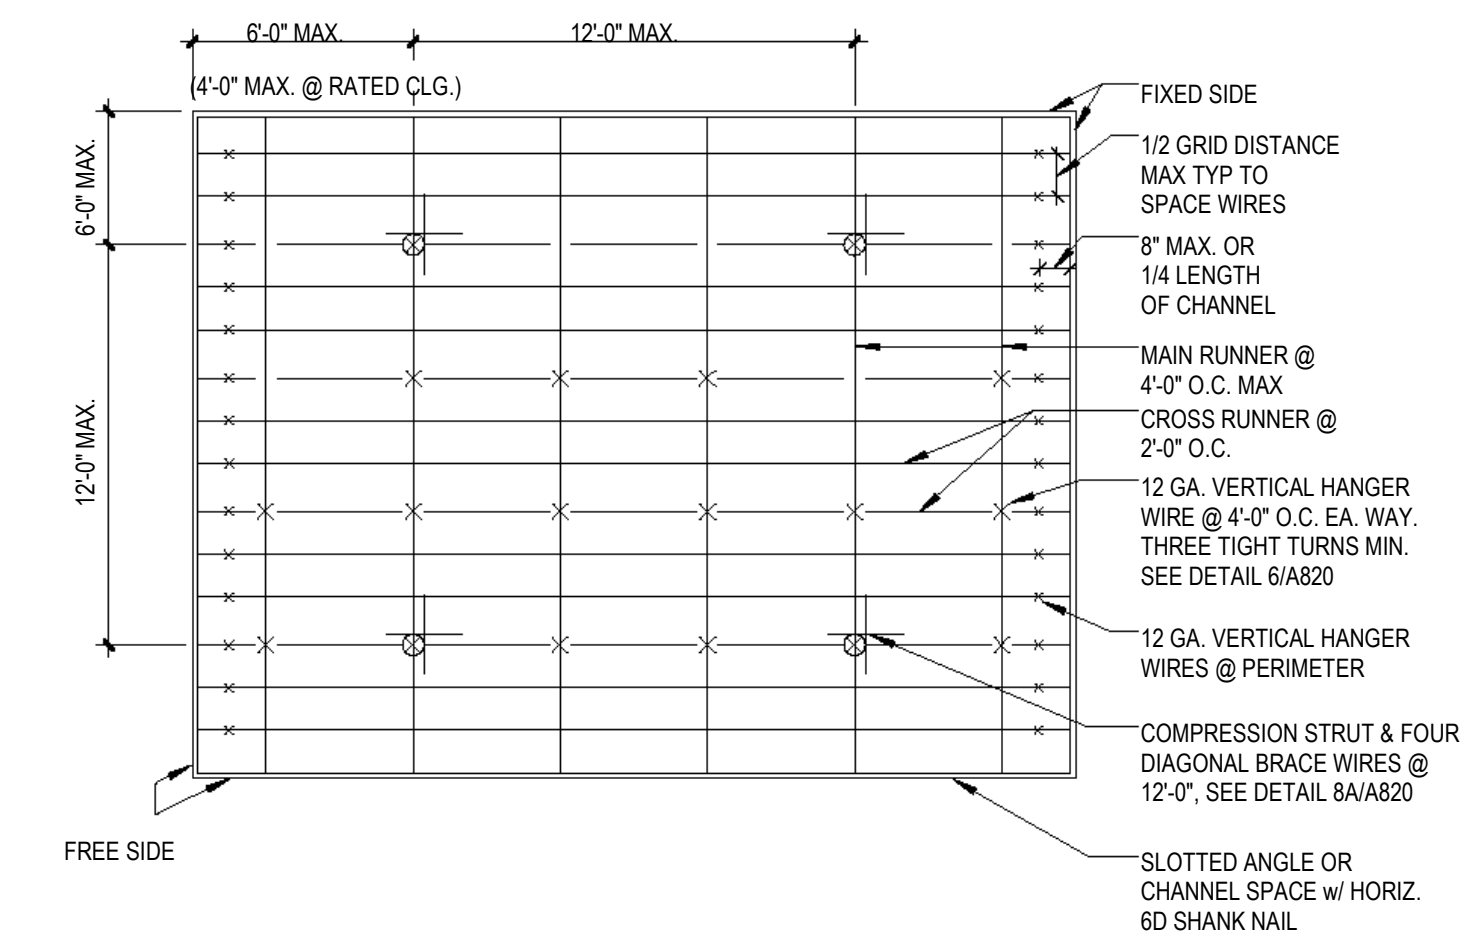 6'-0" MAX.
12'-0" MAX.
(4'-0" MAX. @ RATED CLG.)
6'-0" MAX.
12'-0" MAX.
FIXED SIDE
1/2 GRID DISTANCE
MAX TYP TO
SPACE WIRES
8" MAX. OR
1/4 LENGTH
OF CHANNEL
MAIN RUNNER @
4'-0" O.C. MAX
CROSS RUNNER @
2'-0" O.C.
12 GA. VERTICAL HANGER
WIRE @ 4'-0" O.C. EA. WAY.
THREE TIGHT TURNS MIN.
SEE DETAIL 6/A820
12 GA. VERTICAL HANGER
WIRES @ PERIMETER
COMPRESSION STRUT & FOUR
DIAGONAL BRACE WIRES @
12'-0", SEE DETAIL 8A/A820
FREE SIDE
SLOTTED ANGLE OR
CHANNEL SPACE w/ HORIZ.
6D SHANK NAIL